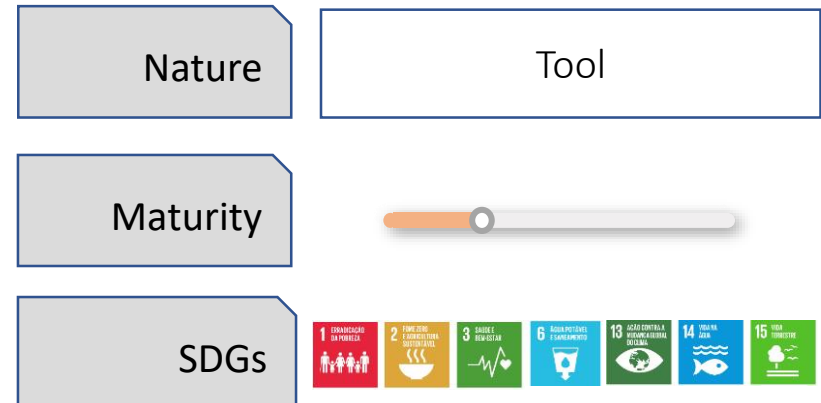 Nature
Tool
Maturity
SDGs
1 ERRADICAÇÃO
DA POBREZA
2 FOME ZERO
E AGRICULTURA
SUSTENTÁVEL
3 SAÚDE E
BEM-ESTAR
6 ÁGUA POTÁVEL
E SANEAMENTO
13 AÇÃO CONTRA A
MUDANÇA GLOBAL
DO CLIMA
14 VIDA NA
ÁGUA
15 VIDA
TERRESTRE